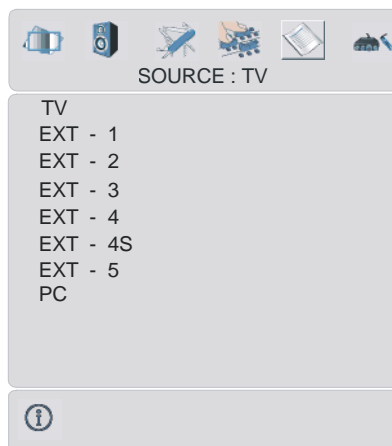 SOURCE : TV
TV
EXT - 1
EXT - 2
EXT - 3
EXT - 4
EXT - 4S
EXT - 5
PC